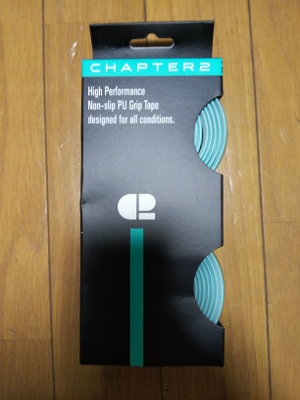 CHAPTER2
High Performance
Non-slip PU Grip Tape
designed for all conditions.